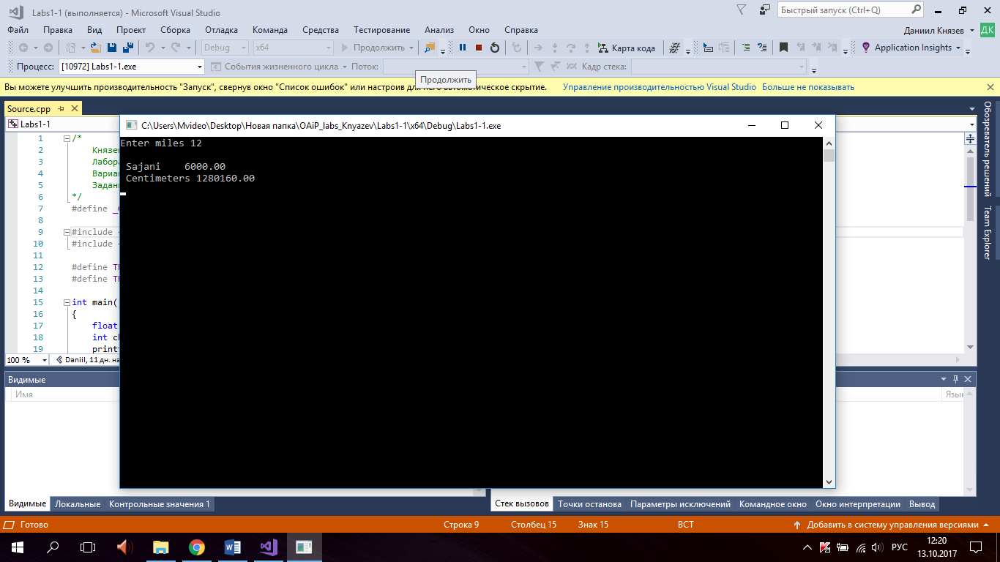 Labs1-1 (выполняется) - Microsoft Visual Studio
Быстрый запуск (Ctrl+Q)
Файл Правка Вид Проект Сборка Отладка Команда Средства Тестирование Анализ Окно Справка
Даниил Князев ДК
Debug x64 Продолжить Карта кода Application Insights
Процесс: [10972] Labs1-1.exe События жизненного цикла Поток: Кадр стека:
Продолжить
Вы можете улучшить производительность "Запуск", свернув окно "Список ошибок" или настроив для автоматическое скрытие. Управление производительностью Visual Studio Больше не показывать
Source.cpp
Labs1-1
C:\Users\Mvideo\Desktop\Новая папка\OAiP_labs_Knyazev\Labs1-1\x64\Debug\Labs1-1.exe
Enter miles 12
Sajani 6000.00
Centimeters 1280160.00
1 /*
2
3
4
5
6 */
7 #define
8
9 #include
10 #include
11
12 #define
13 #define
14
15 int main(
16 {
17 float
18 int
19
100 % Daniil, 11 дн.
Обозреватель решений
Team Explorer
Видимые
Имя
Видимые Локальные Контрольные значения 1
Стек вызовов Точки останова Параметры исключений Командное окно Окно интерпретации Вывод
Готово Строка 9 Столбец 15 Знак 15 ВСТ Добавить в систему управления версиями
РУС
12:20
13.10.2017